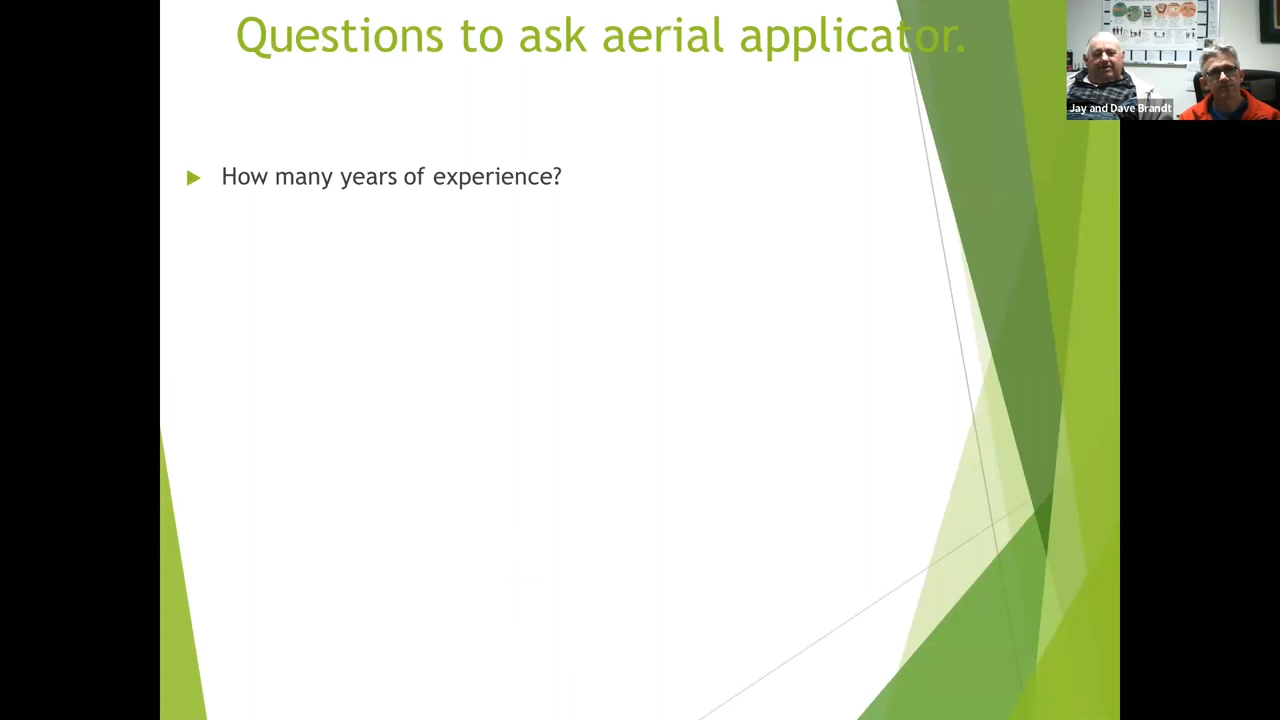 Questions to ask aerial applicator.
How many years of experience?
Jay and Dave Brandt